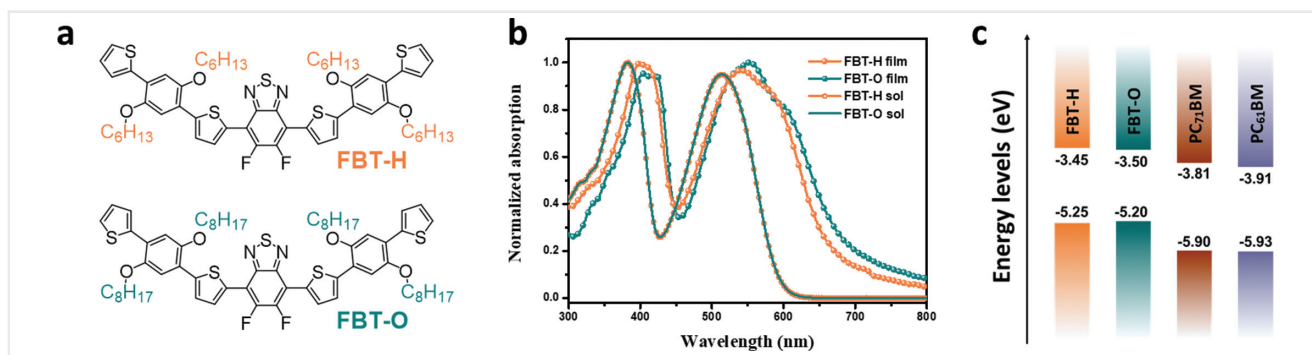 a
S
C6H13
O
N
S
N
C6H13
O
S
O
C6H13
S
F
F
S
O
C6H13
FBT-H
S
C8H17
O
N
S
N
C8H17
O
S
O
C8H17
S
F
F
S
O
C8H17
FBT-O
b
Normalized absorption
1.0
0.8
0.6
0.4
0.2
0.0
300 400 500 600 700 800
Wavelength (nm)
FBT-H film
FBT-O film
FBT-H sol
FBT-O sol
c
Energy levels (eV)
FBT-H
FBT-O
PC71BM
PC61BM
-3.45
-3.50
-3.81
-3.91
-5.25
-5.20
-5.90
-5.93